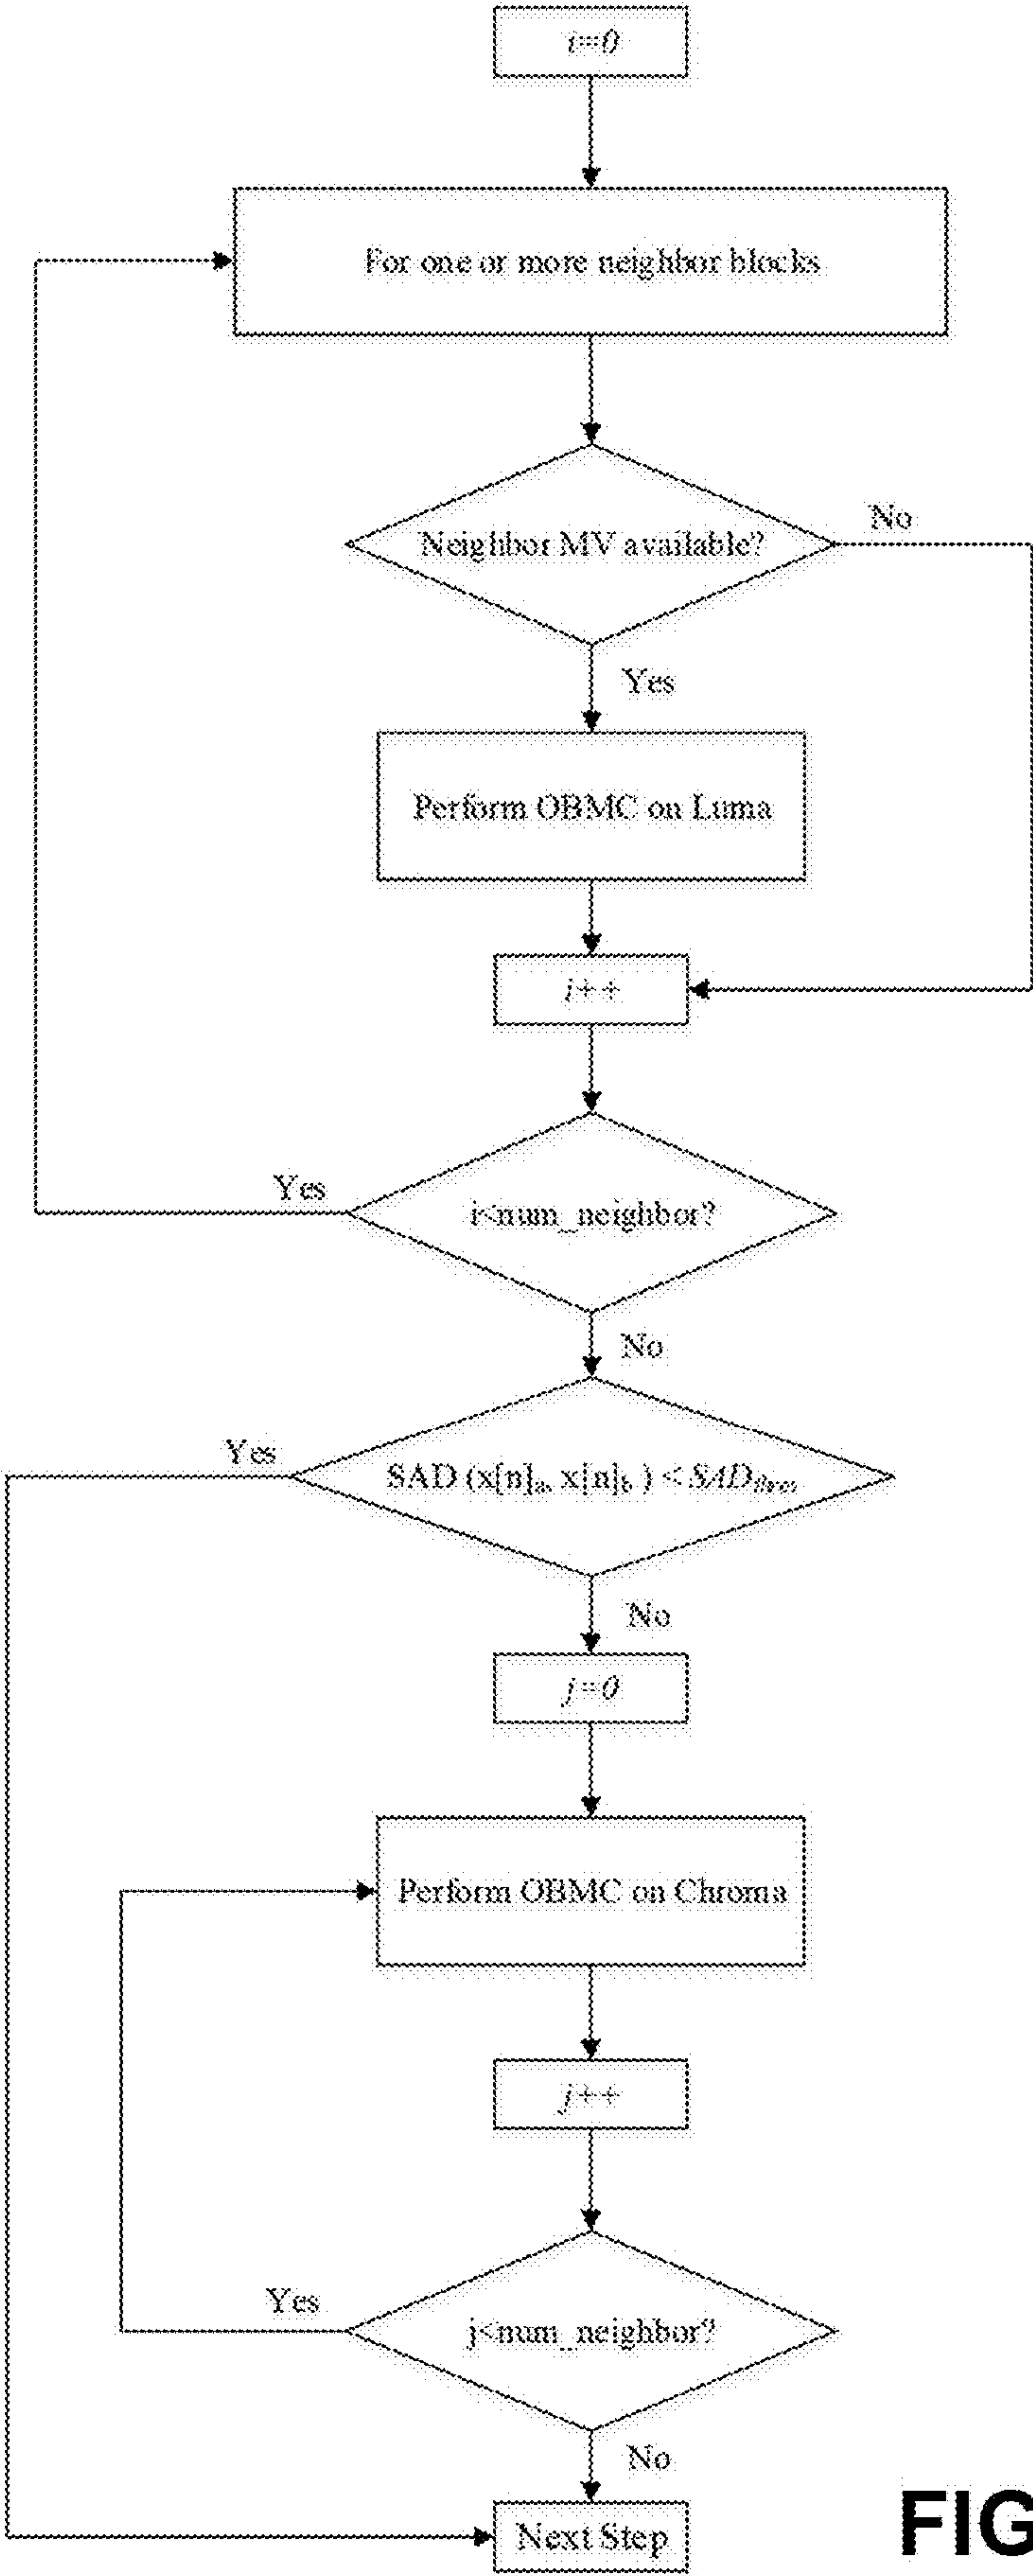 i=0
For one or more neighbor blocks
Neighbor MV available?
No
Yes
Perform OBMC on Luma
i++
Yes
i<num_neighbor?
No
Yes
SAD (x[n]a, x[n]b ) < SADthres
No
j=0
Perform OBMC on Chroma
j++
Yes
j<num_neighbor?
No
Next Step
FIG